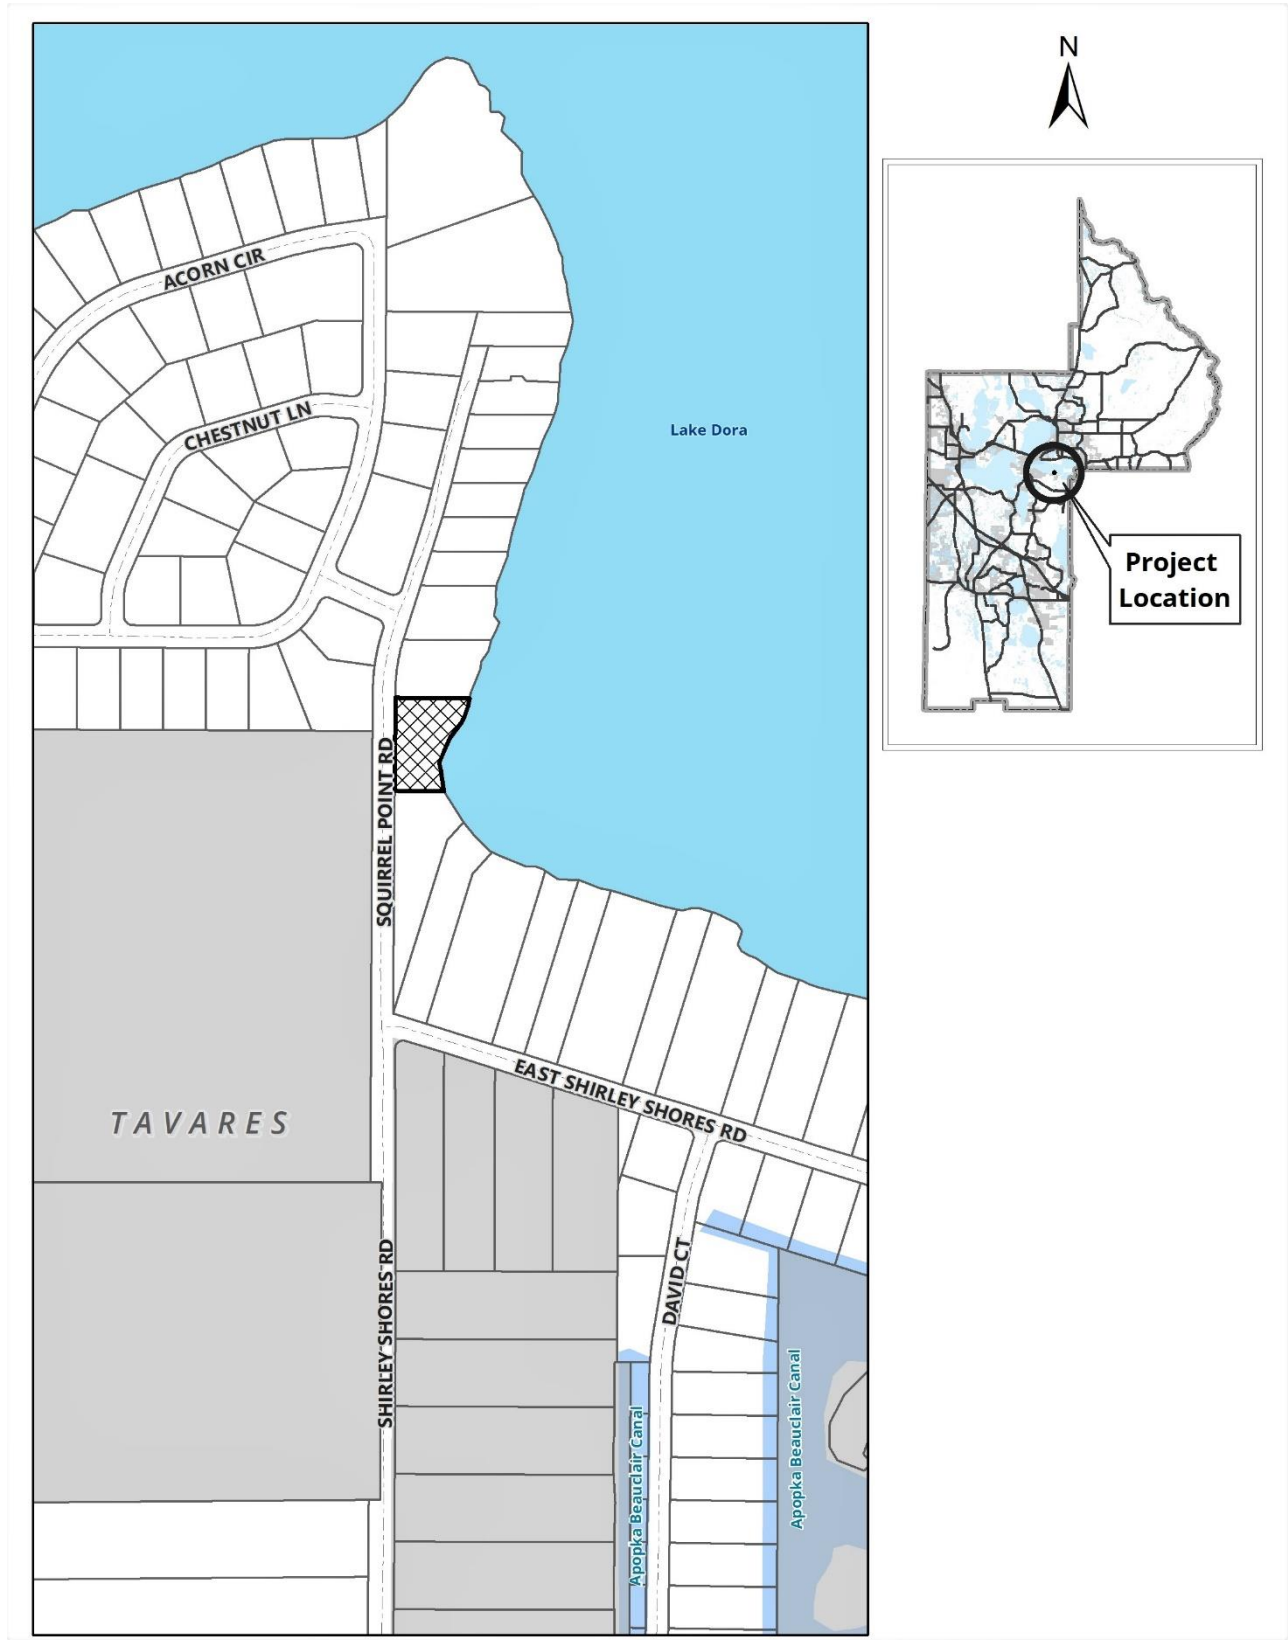 N
ACORN CIR
CHESTNUT LN
Lake Dora
Project
Location
SQUIRREL POINT RD
EAST SHIRLEY SHORES RD
TAVARES
SHIRLEY SHORES RD
DAVID CT
Apopka Beauclair Canal
Apopka Beauclair Canal